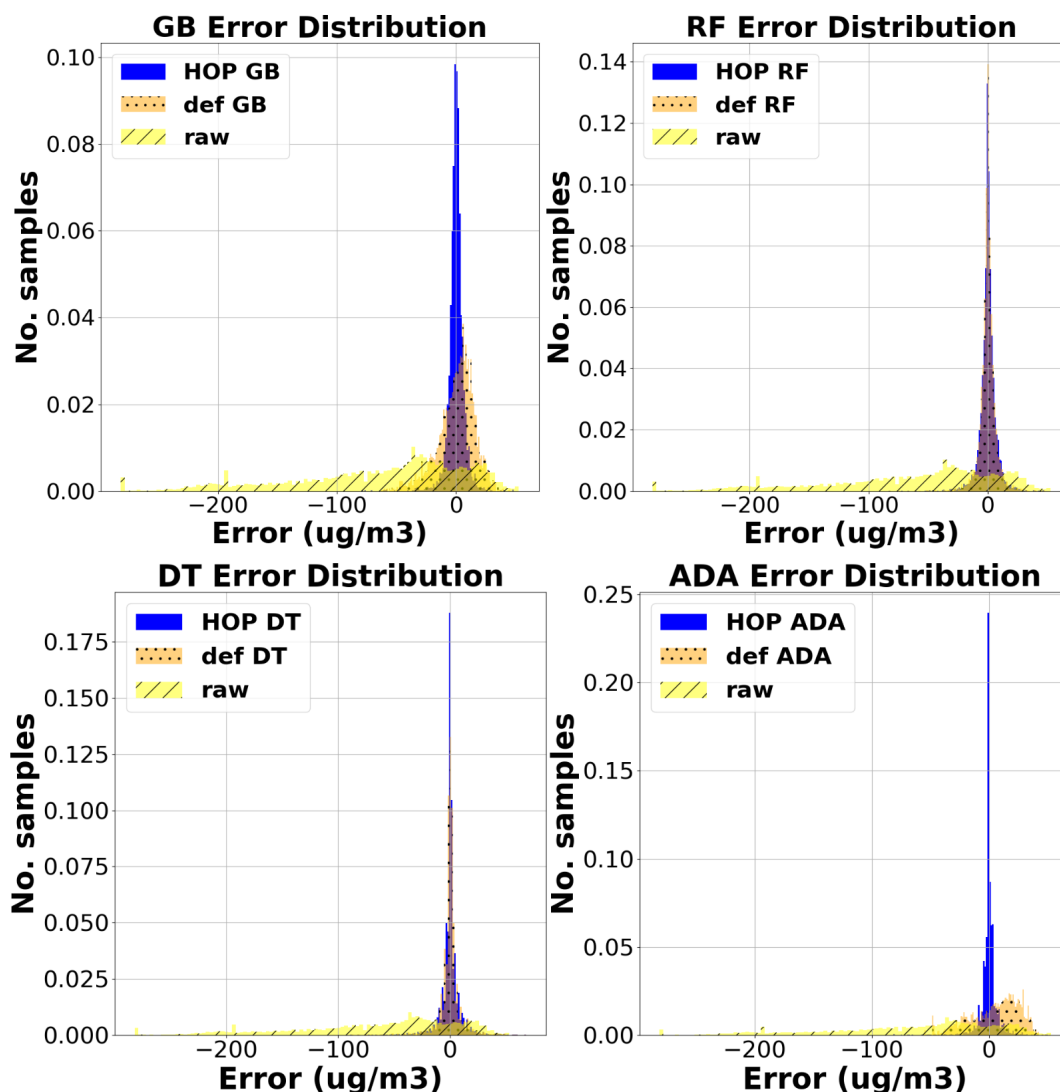 GB Error Distribution
HOP GB
def GB
raw
0.10
0.08
0.06
0.04
0.02
0.00
No. samples
−200
−100
0
Error (ug/m3)
RF Error Distribution
HOP RF
def RF
raw
0.14
0.12
0.10
0.08
0.06
0.04
0.02
0.00
No. samples
−200
−100
0
Error (ug/m3)
DT Error Distribution
HOP DT
def DT
raw
0.175
0.150
0.125
0.100
0.075
0.050
0.025
0.000
No. samples
−200
−100
0
Error (ug/m3)
ADA Error Distribution
HOP ADA
def ADA
raw
0.25
0.20
0.15
0.10
0.05
0.00
No. samples
−200
−100
0
Error (ug/m3)